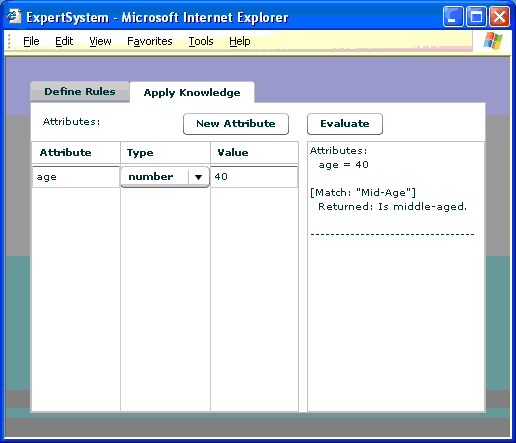 ExpertSystem - Microsoft Internet Explorer
File Edit View Favorites Tools Help
Define Rules Apply Knowledge
Attributes: New Attribute Evaluate
Attribute Type Value
age number 40
Attributes:
age = 40
[Match: "Mid-Age"]
Returned: Is middle-aged.
---------------------------------